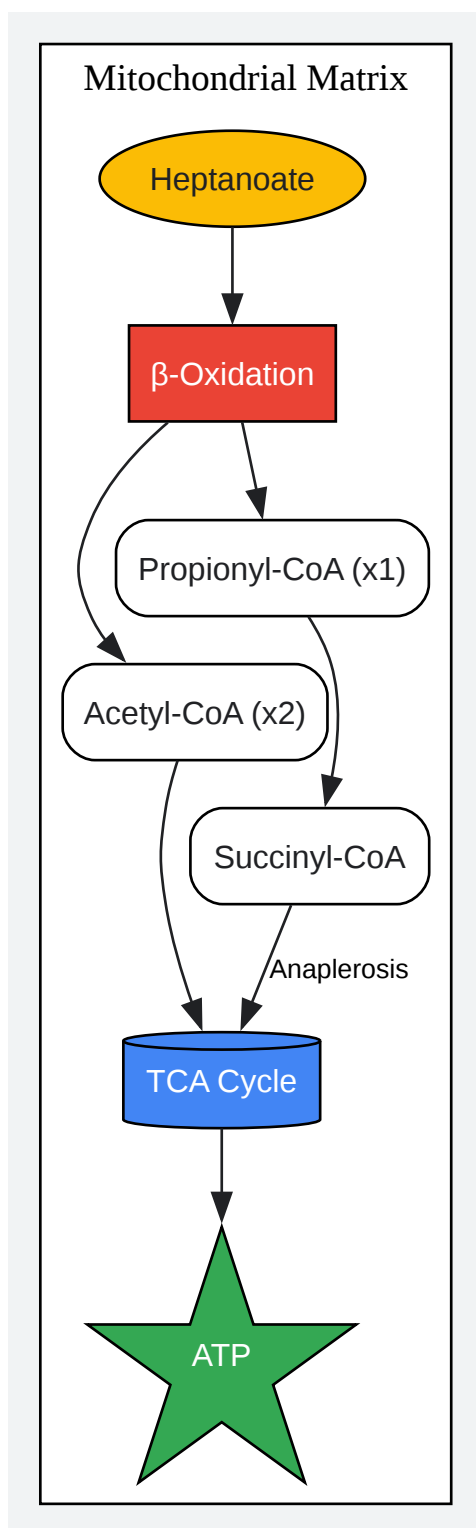 Mitochondrial Matrix
Heptanoate
β-Oxidation
Propionyl-CoA (x1)
Acetyl-CoA (x2)
Succinyl-CoA
Anaplerosis
TCA Cycle
ATP